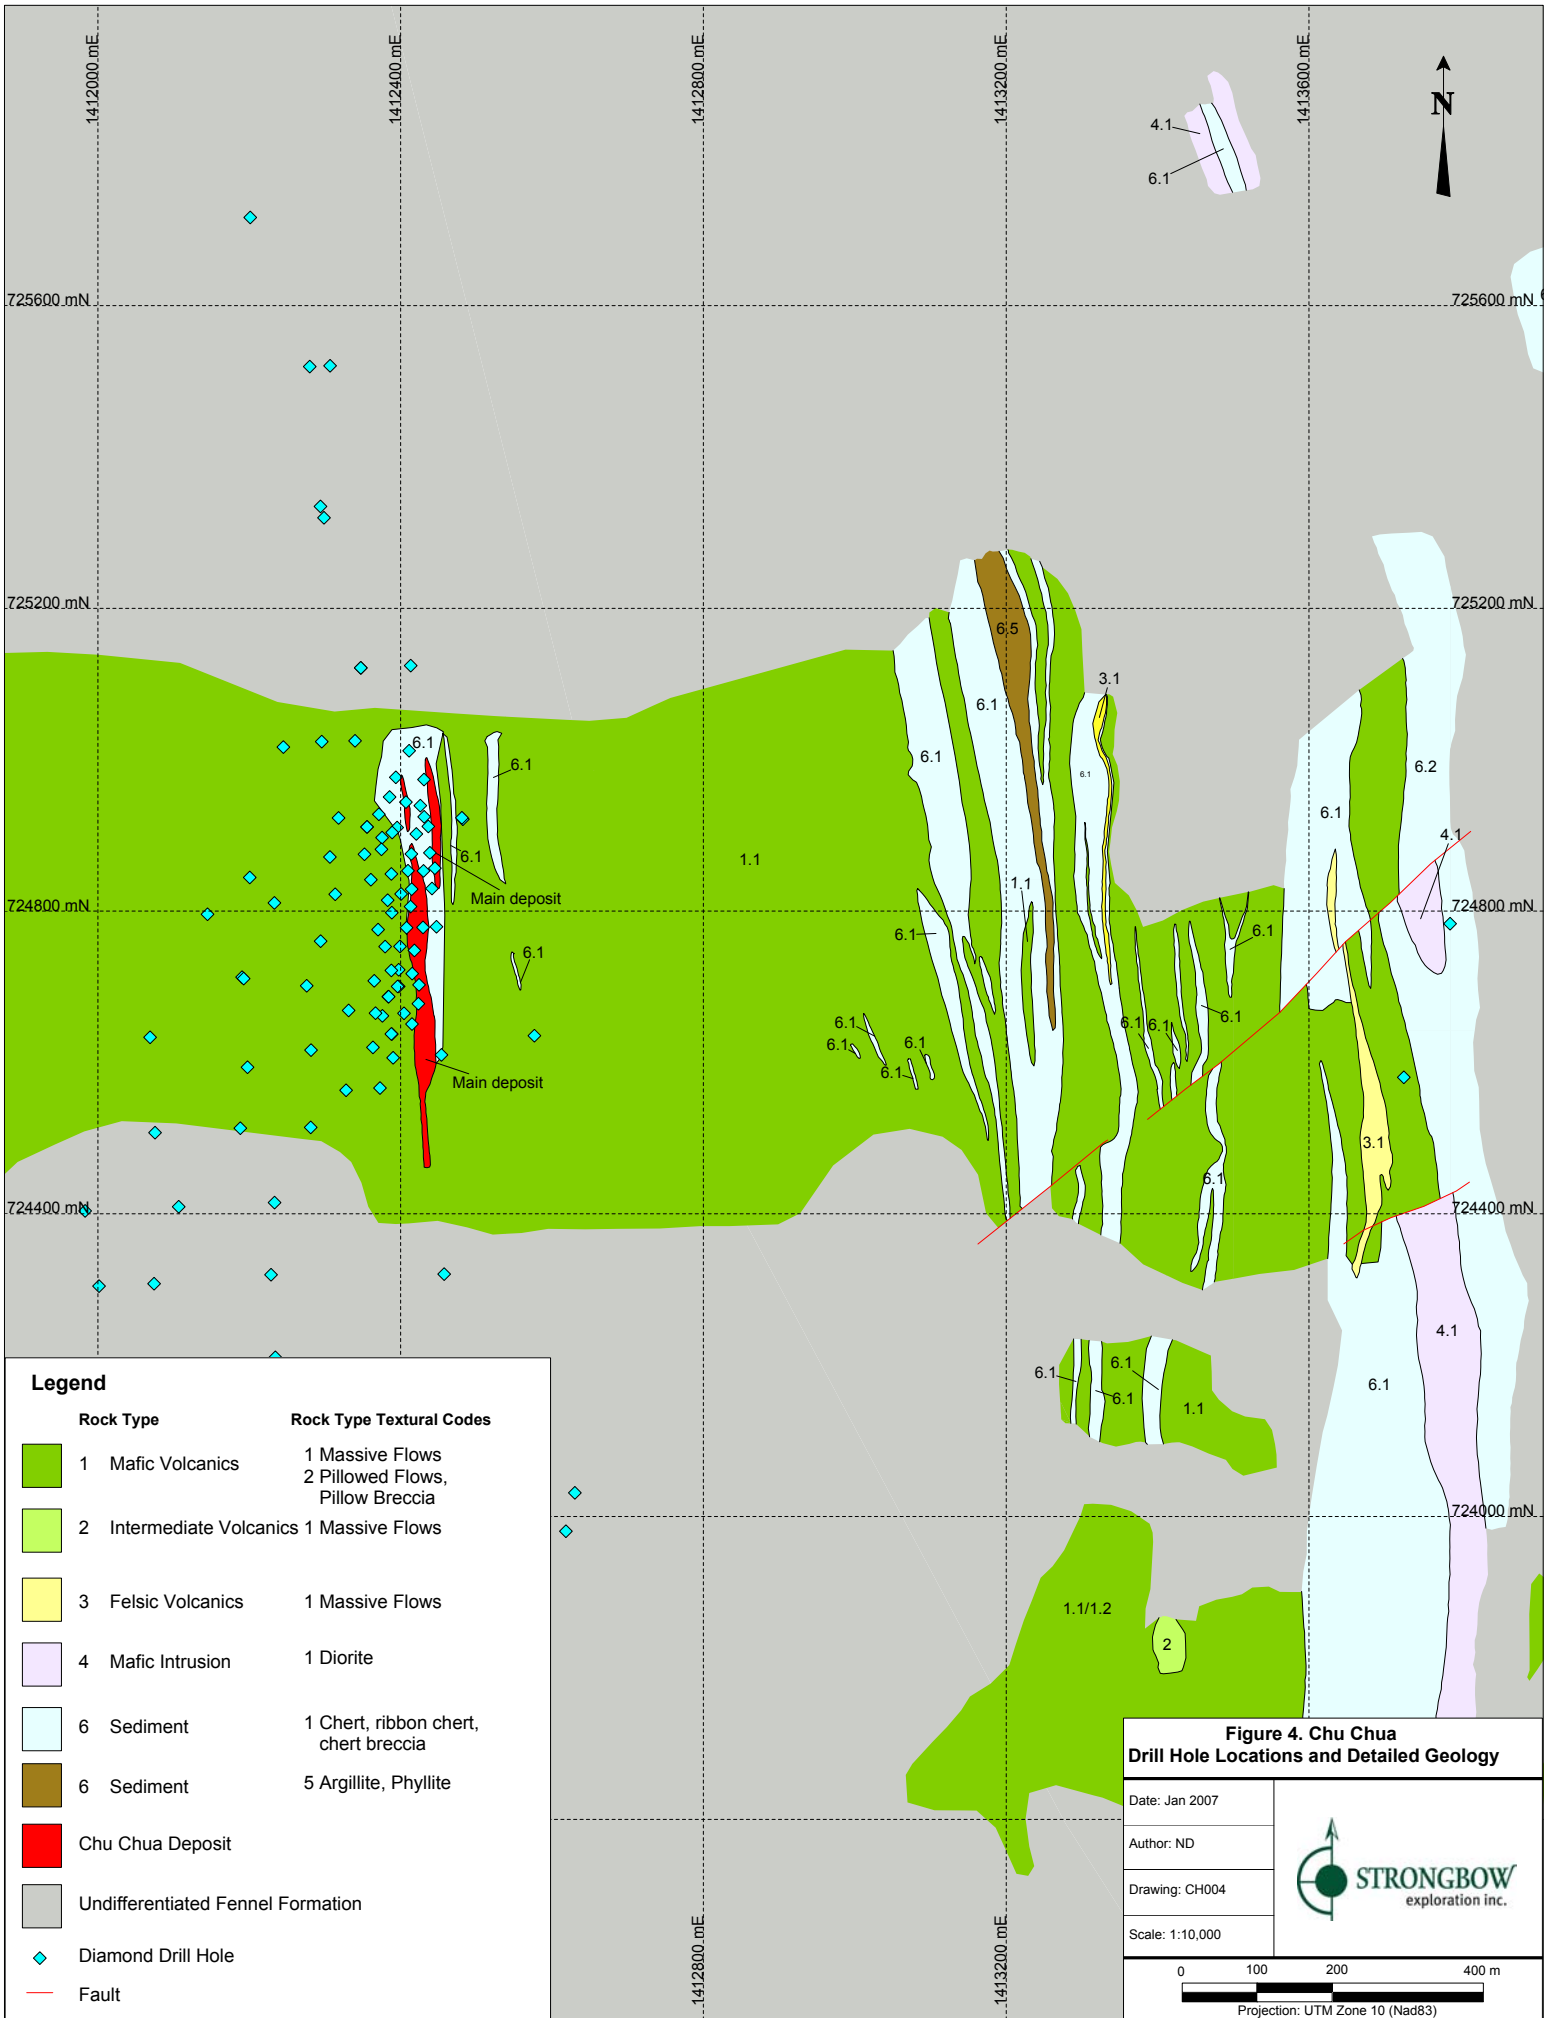 1412000 mE
1412400 mE
1412800 mE
1413200 mE
1413600 mE
N
4.1
6.1
725600 mN
725600 mN
725200 mN
725200 mN
6.5
3.1
6.1
6.1
6.1
6.1
6.1
6.2
6.1
6.1
4.1
6.1
1.1
1.1
Main deposit
724800 mN
724800 mN
6.1
6.1
6.1
6.1
6.1
6.1
6.1
6.1
6.1
6.1
Main deposit
3.1
6.1
724400 mN
724400 mN
4.1
6.1
6.1
6.1
6.1
1.1
724000 mN
1.1/1.2
2
Legend
Rock Type Rock Type Textural Codes
1 Mafic Volcanics 1 Massive Flows
2 Pillowed Flows,
Pillow Breccia
2 Intermediate Volcanics 1 Massive Flows
3 Felsic Volcanics 1 Massive Flows
4 Mafic Intrusion 1 Diorite
6 Sediment 1 Chert, ribbon chert,
chert breccia
6 Sediment 5 Argillite, Phyllite
Chu Chua Deposit
Undifferentiated Fennel Formation
Diamond Drill Hole
Fault
1412800 mE
1413200 mE
Figure 4. Chu Chua
Drill Hole Locations and Detailed Geology
Date: Jan 2007
Author: ND
Drawing: CH004
Scale: 1:10,000
STRONGBOW
exploration inc.
0 100 200 400 m
Projection: UTM Zone 10 (Nad83)